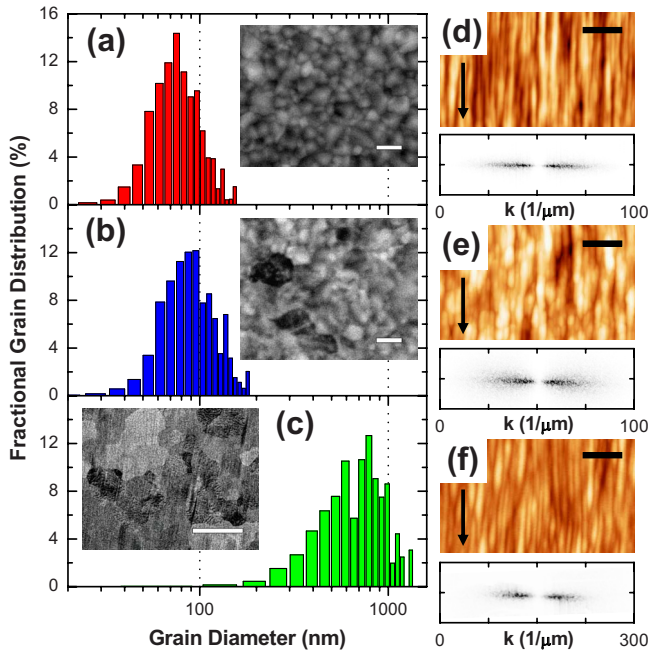 Fractional Grain Distribution (%)
16
12
8
4
0
(a)
12
8
4
0
(b)
12
8
4
0
(c)
100
1000
Grain Diameter (nm)
(d)
0
k (1/μm)
100
(e)
0
k (1/μm)
100
(f)
0
k (1/μm)
300